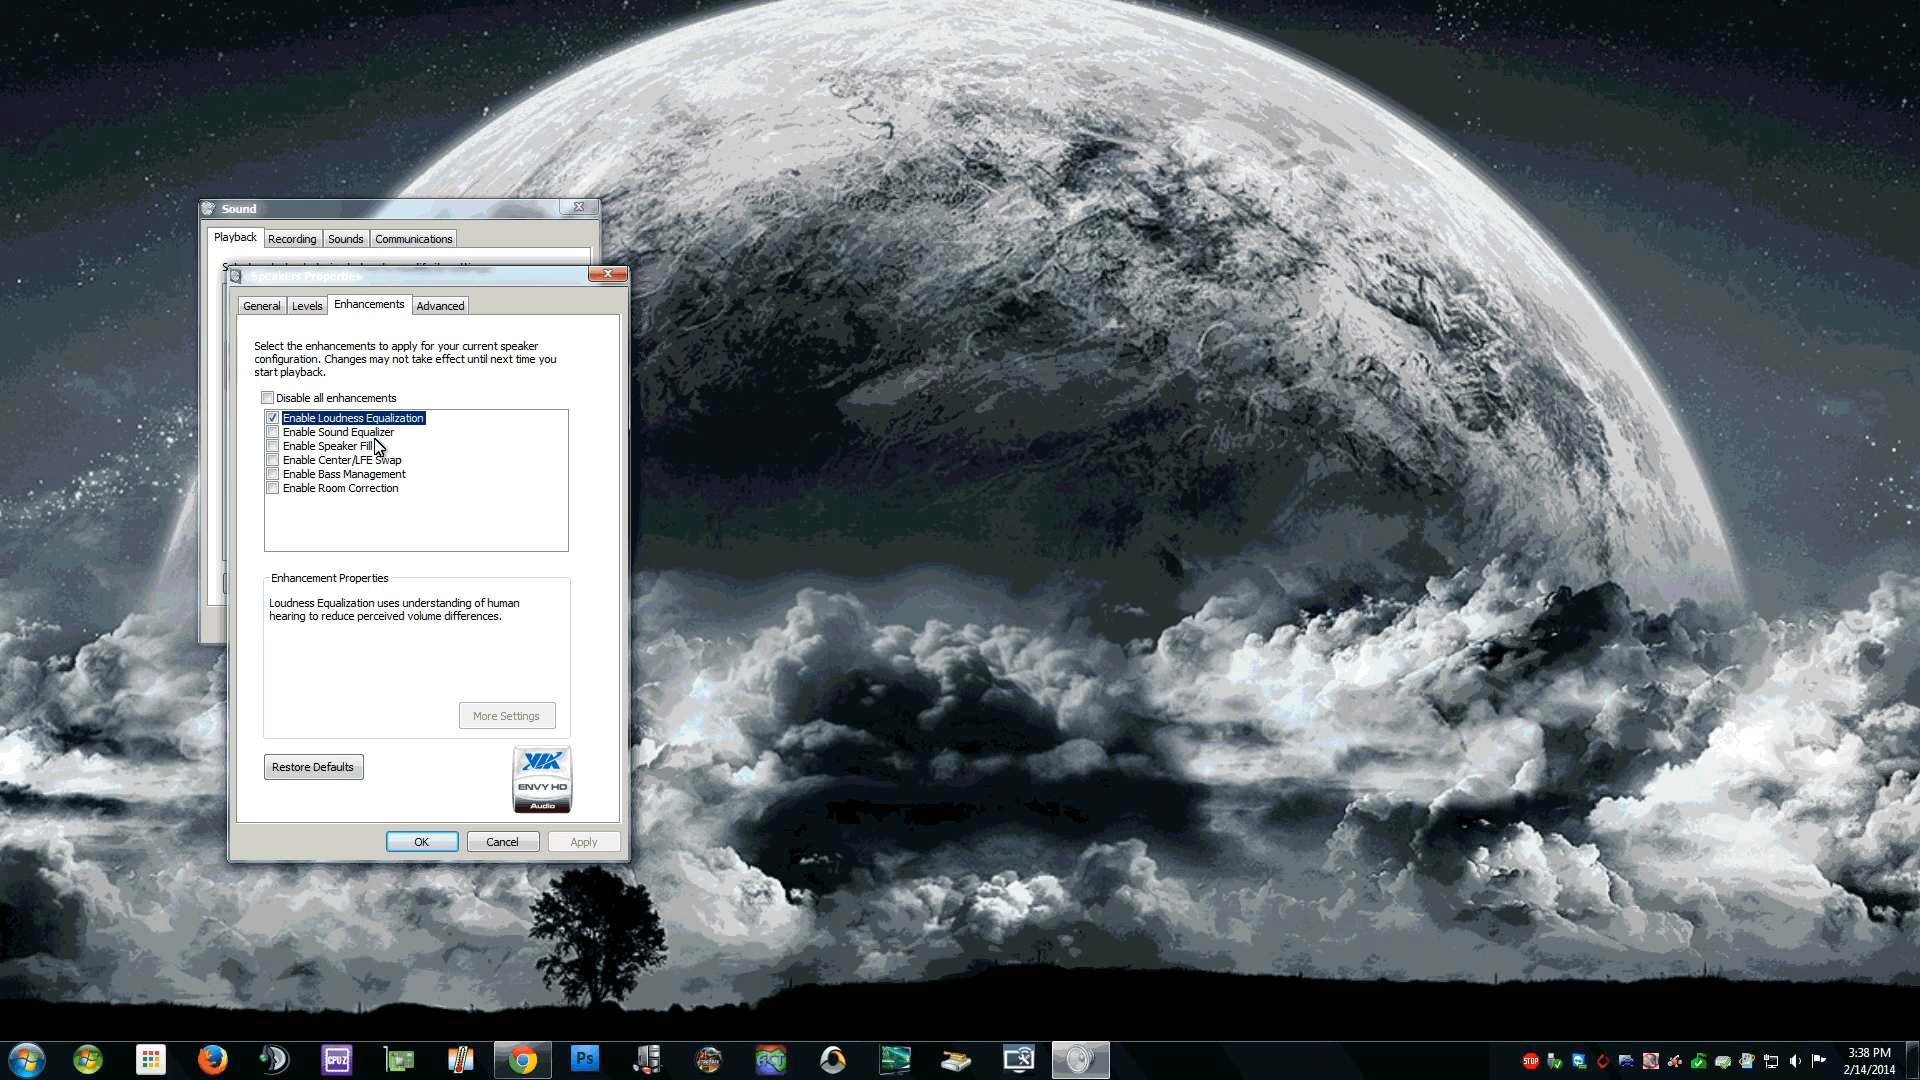 Sound
Playback
Recording
Sounds
Communications
Speakers Properties
General
Levels
Enhancements
Advanced
Select the enhancements to apply for your current speaker
configuration. Changes may not take effect until next time you
start playback.
Disable all enhancements
Enable Loudness Equalization
Enable Sound Equalizer
Enable Speaker Fill
Enable Center/LFE Swap
Enable Bass Management
Enable Room Correction
Enhancement Properties
Loudness Equalization uses understanding of human
hearing to reduce perceived volume differences.
More Settings
Restore Defaults
VIA
ENVY HD
Audio
OK
Cancel
Apply
CPU-Z
Ps
STOP
3:38 PM
2/14/2014